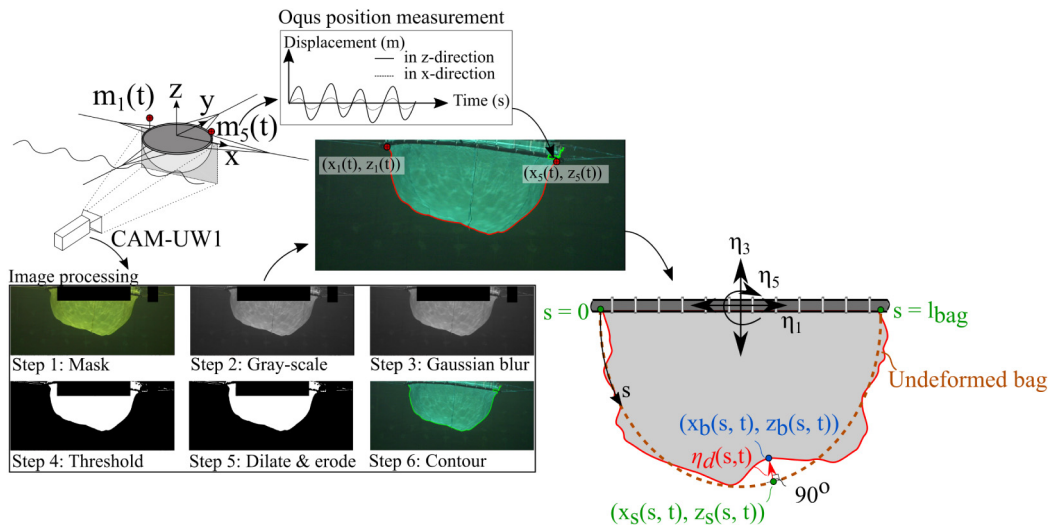 Oqus position measurement
Displacement (m)
in z-direction
in x-direction
Time (s)
m1(t)
z
y
m5(t)
x
CAM-UW1
(x1(t), z1(t))
(x5(t), z5(t))
Image processing
Step 1: Mask
Step 2: Gray-scale
Step 3: Gaussian blur
Step 4: Threshold
Step 5: Dilate & erode
Step 6: Contour
η3
η5
η1
s = 0
s = lbag
s
Undeformed bag
(xb(s, t), zb(s, t))
ηd(s,t)
90o
(xs(s, t), zs(s, t))